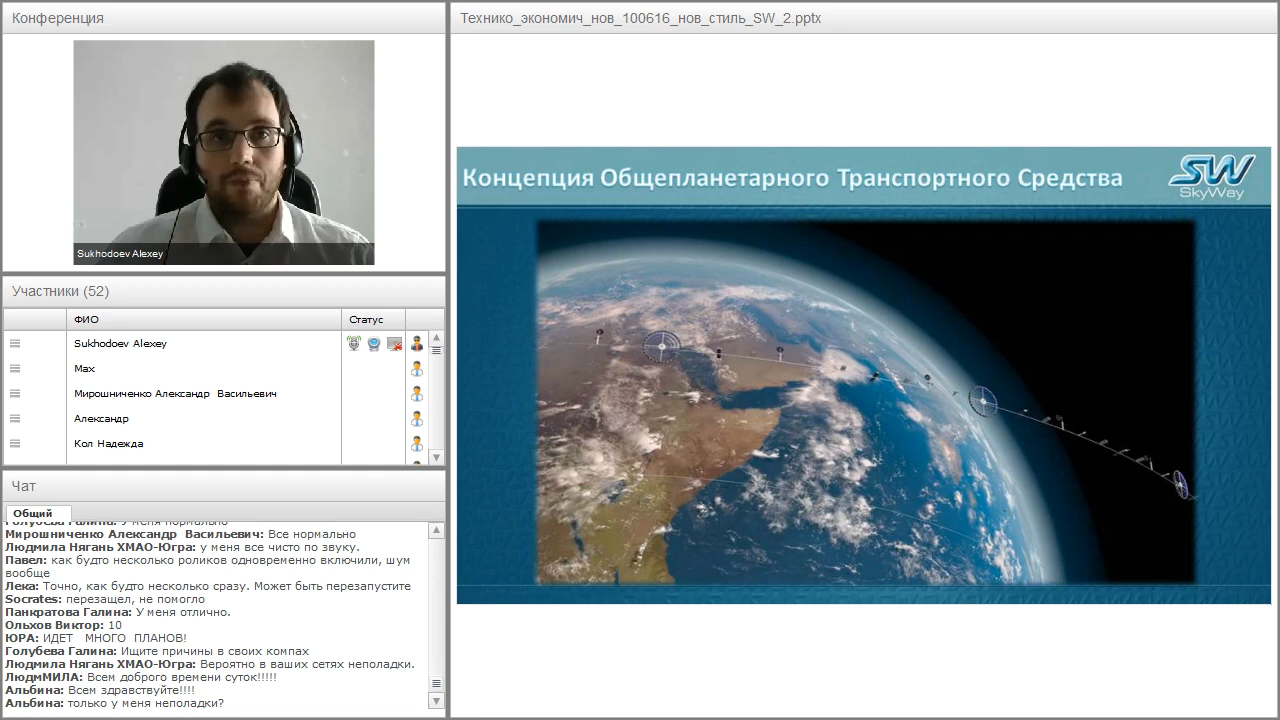 Конференция
Sukhodoev Alexey
Участники (52)
ФИО
Статус
Sukhodoev Alexey
Max
Мирошниченко Александр Васильевич
Александр
Кол Надежда
Чат
Общий
Голубева Галина: У меня нормально
Мирошниченко Александр Васильевич: Все нормально
Людмила Нягань ХМАО-Югра: у меня все чисто по звуку.
Павел: как будто несколько роликов одновременно включили, шум
вообще
Лека: Точно, как будто несколько сразу. Может быть перезапустите
Socrates: перезашел, не помогло
Панкратова Галина: У меня отлично.
Ольхов Виктор: 10
ЮРА: ИДЕТ МНОГО ПЛАНОВ!
Голубева Галина: Ищите причины в своих компах
Людмила Нягань ХМАО-Югра: Вероятно в ваших сетях неполадки.
ЛюдмМИЛА: Всем доброго времени суток!!!!!
Альбина: Всем здравствуйте!!!!
Альбина: только у меня неполадки?
Технико_экономич_нов_100616_нов_стиль_SW_2.pptx
Концепция Общепланетарного Транспортного Средства
SW
SkyWay